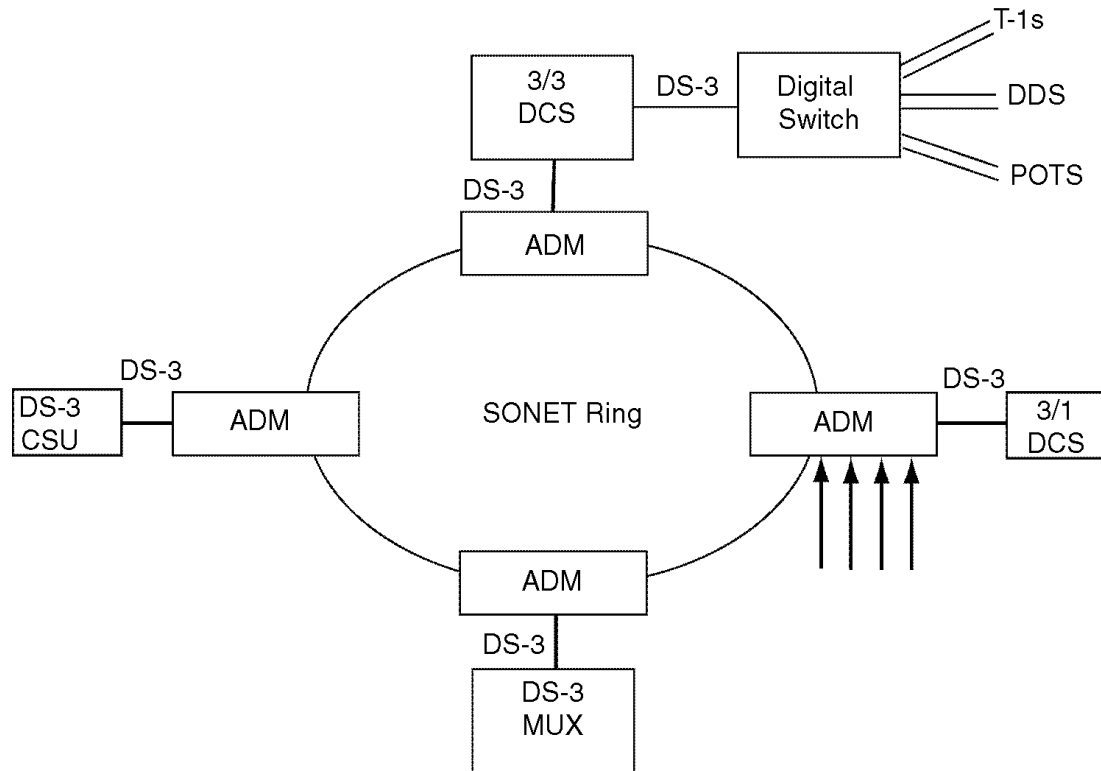 T-1s
3/3
DCS
DS-3
Digital
Switch
DDS
POTS
DS-3
ADM
DS-3
DS-3
CSU
ADM
SONET Ring
ADM
DS-3
3/1
DCS
ADM
DS-3
DS-3
MUX